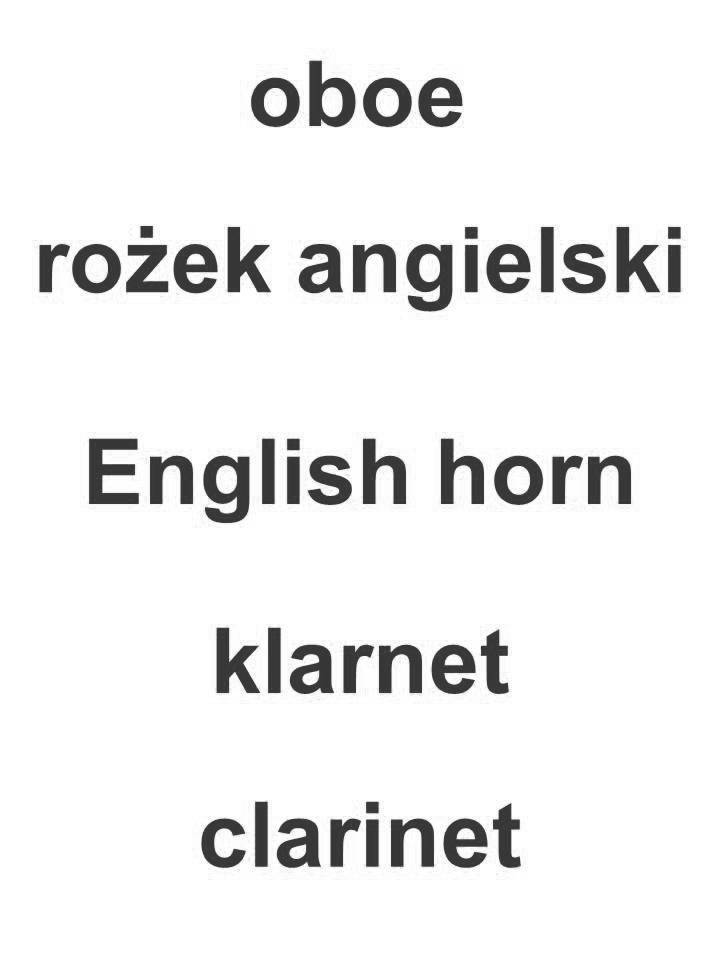 oboe
rożek angielski
English horn
klarnet
clarinet